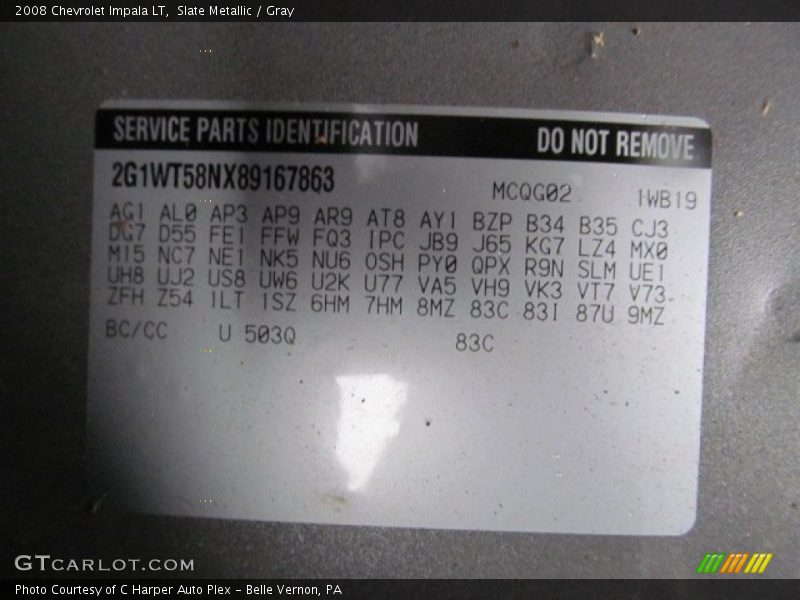 2008 Chevrolet Impala LT,  Slate Metallic / Gray
SERVICE PARTS IDENTIFICATION DO NOT REMOVE
2G1WT58NX89167863 MCQG02 1WB19
AG1 AL0 AP3 AP9 AR9 AT8 AY1 BZP B34 B35 CJ3
DG7 D55 FE1 FFW FQ3 IPC JB9 J65 KG7 LZ4 MX0
M15 NC7 NE1 NK5 NU6 OSH PY0 QPX R9N SLM UE1
UH8 UJ2 US8 UW6 U2K U77 VA5 VH9 VK3 VT7 V73
ZFH Z54 1LT 1SZ 6HM 7HM 8MZ 83C 83I 87U 9MZ
BC/CC U 503Q 83C
GTCARLOT.COM
Photo Courtesy of C Harper Auto Plex - Belle Vernon, PA